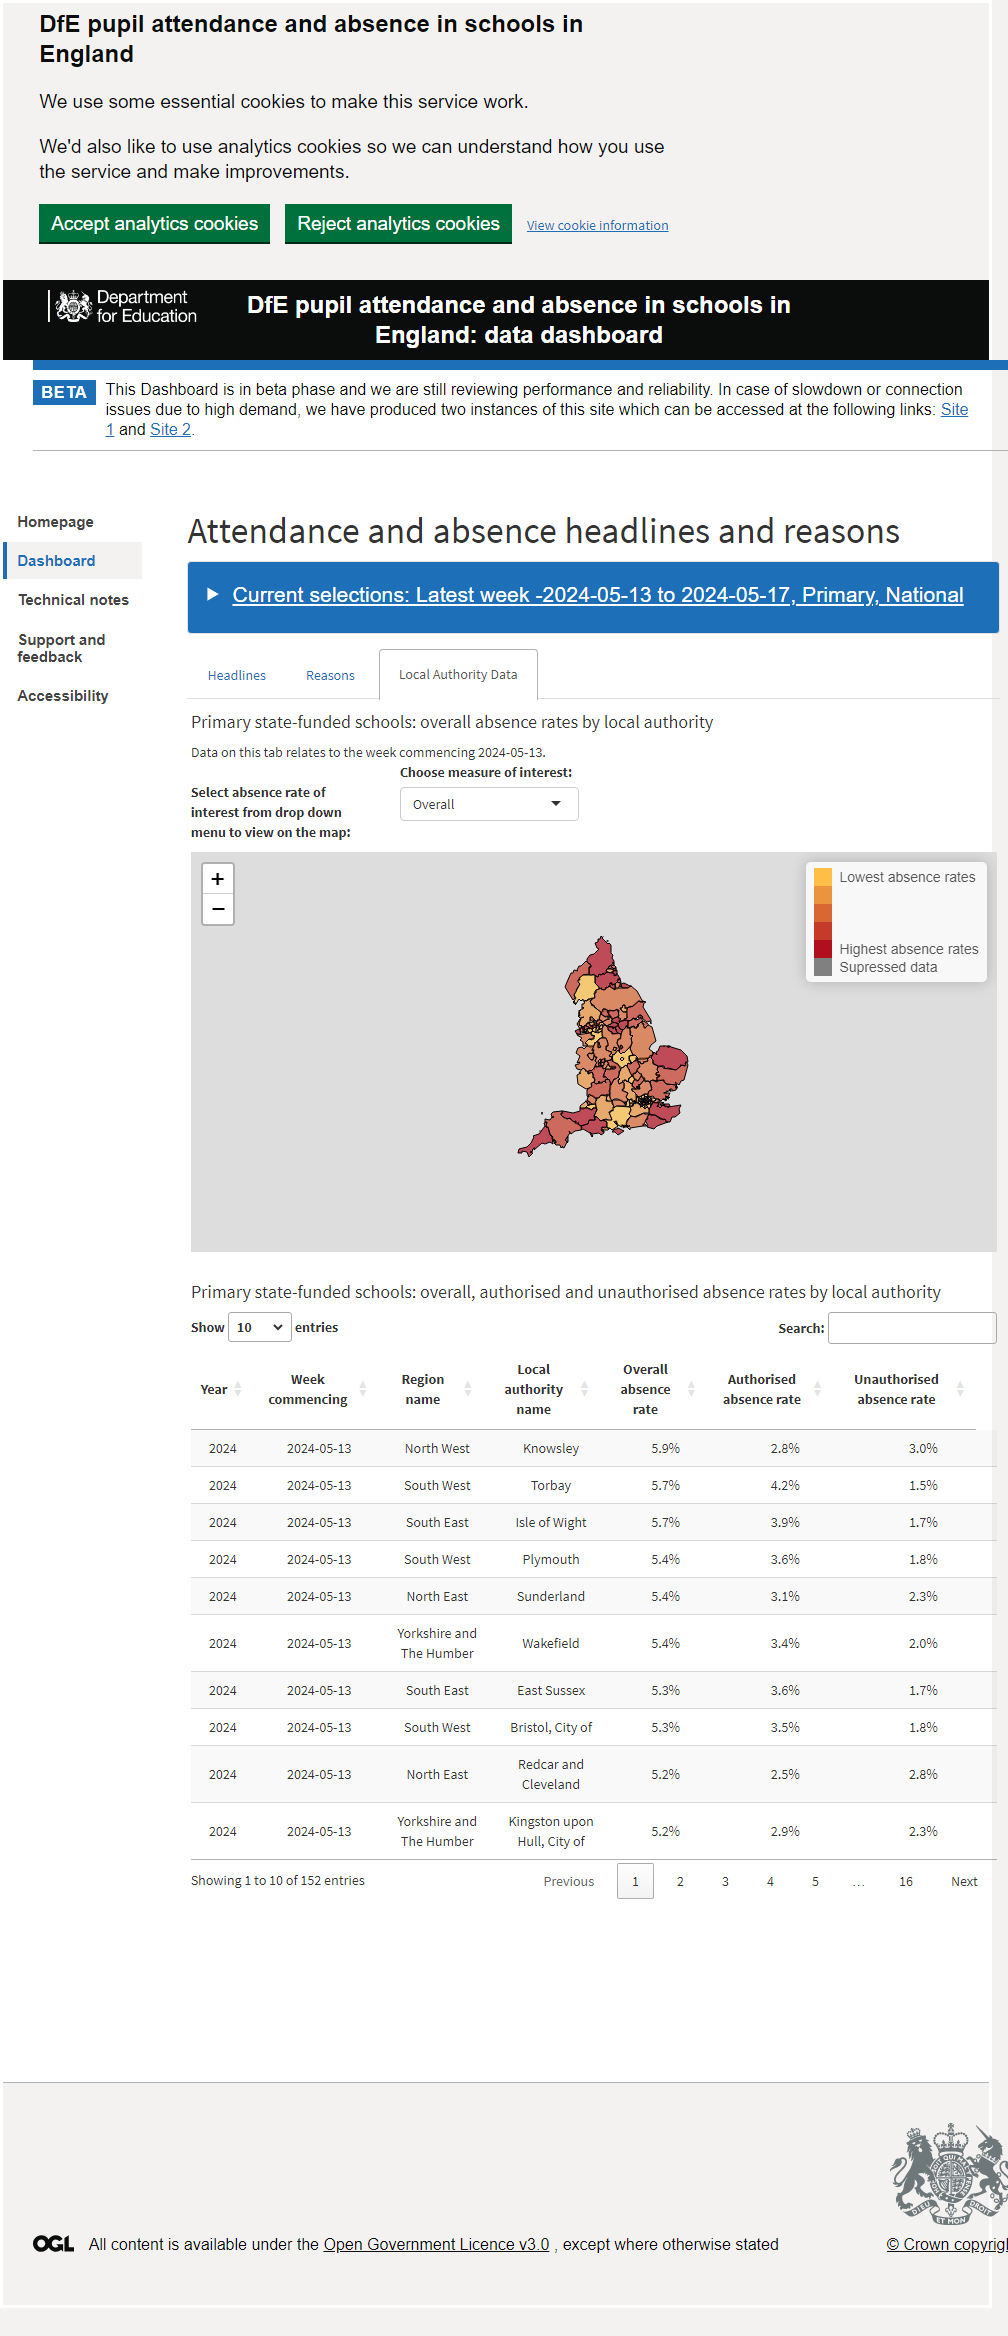 DfE pupil attendance and absence in schools in
England
We use some essential cookies to make this service work.
We'd also like to use analytics cookies so we can understand how you use
the service and make improvements.
Accept analytics cookies Reject analytics cookies View cookie information
Department
for Education
DfE pupil attendance and absence in schools in
England: data dashboard
BETA This Dashboard is in beta phase and we are still reviewing performance and reliability. In case of slowdown or connection
issues due to high demand, we have produced two instances of this site which can be accessed at the following links: Site
1 and Site 2.
Homepage
Dashboard
Technical notes
Support and
feedback
Accessibility
Attendance and absence headlines and reasons
Current selections: Latest week -2024-05-13 to 2024-05-17, Primary, National
Headlines Reasons Local Authority Data
Primary state-funded schools: overall absence rates by local authority
Data on this tab relates to the week commencing 2024-05-13.
Select absence rate of
interest from drop down
menu to view on the map:
Choose measure of interest:
Overall
+
−
Lowest absence rates
Highest absence rates
Supressed data
Primary state-funded schools: overall, authorised and unauthorised absence rates by local authority
Show 10 entries Search:
Year Week commencing Region name Local authority name Overall absence rate Authorised absence rate Unauthorised absence rate
2024 2024-05-13 North West Knowsley 5.9% 2.8% 3.0%
2024 2024-05-13 South West Torbay 5.7% 4.2% 1.5%
2024 2024-05-13 South East Isle of Wight 5.7% 3.9% 1.7%
2024 2024-05-13 South West Plymouth 5.4% 3.6% 1.8%
2024 2024-05-13 North East Sunderland 5.4% 3.1% 2.3%
2024 2024-05-13 Yorkshire and The Humber Wakefield 5.4% 3.4% 2.0%
2024 2024-05-13 South East East Sussex 5.3% 3.6% 1.7%
2024 2024-05-13 South West Bristol, City of 5.3% 3.5% 1.8%
2024 2024-05-13 North East Redcar and Cleveland 5.2% 2.5% 2.8%
2024 2024-05-13 Yorkshire and The Humber Kingston upon Hull, City of 5.2% 2.9% 2.3%
Showing 1 to 10 of 152 entries Previous 1 2 3 4 5 … 16 Next
OGL All content is available under the Open Government Licence v3.0 , except where otherwise stated
© Crown copyrigh